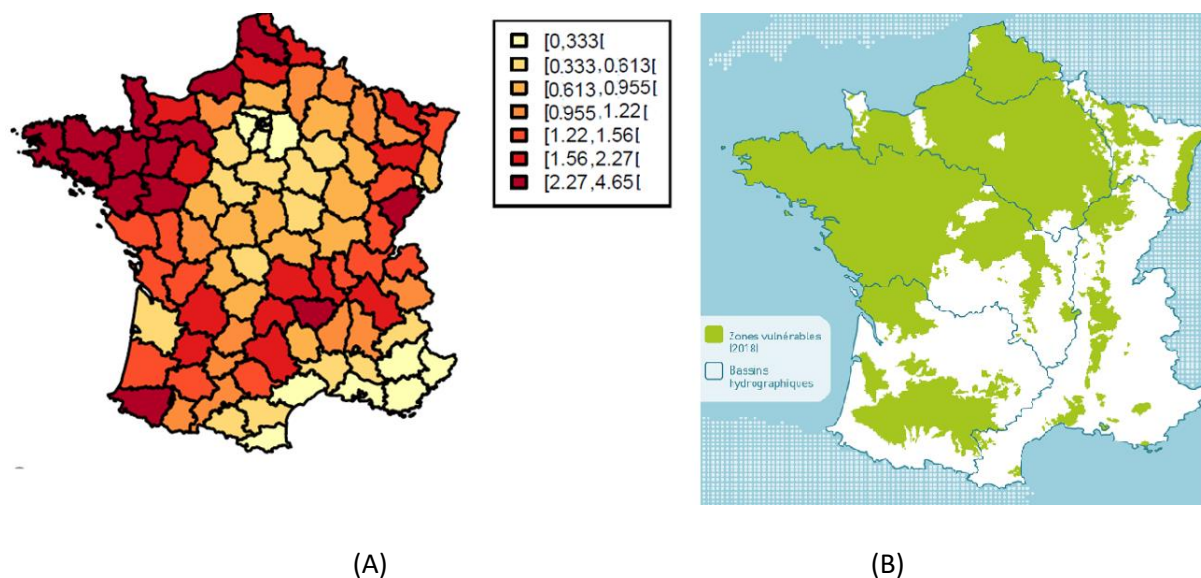 [0,333[
[0.333,0.613[
[0.613,0.955[
[0.955,1.22[
[1.22,1.56[
[1.56,2.27[
[2.27,4.65[
Zones vulnérables
[2018]
Bassins
hydrographiques
(A)
(B)